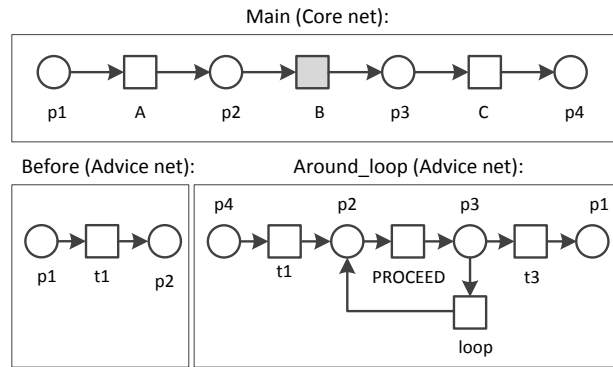 Main (Core net):
p1 A p2 B p3 C p4
Before (Advice net):
p1 t1 p2
Around_loop (Advice net):
p4 p2 p3 p1
t1 PROCEED t3
loop